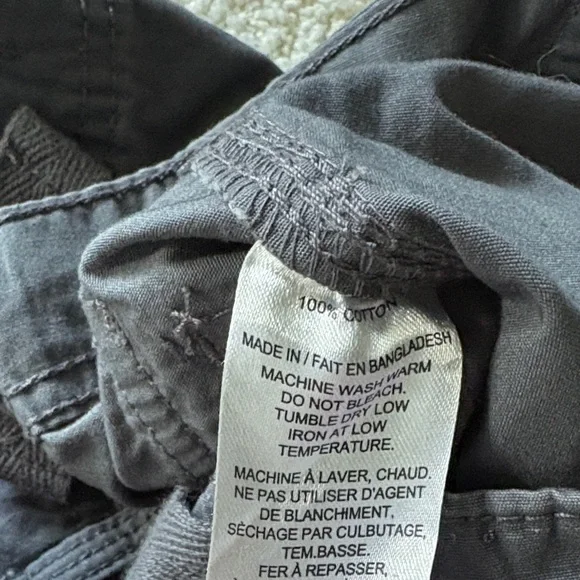 100% COTTON
MADE IN / FAIT EN BANGLADESH
MACHINE WASH WARM
DO NOT BLEACH.
TUMBLE DRY LOW
IRON AT LOW
TEMPERATURE.
MACHINE À LAVER, CHAUD.
NE PAS UTILISER D'AGENT
DE BLANCHIMENT.
SÈCHAGE PAR CULBUTAGE,
TEM.BASSE.
FER À REPASSER,